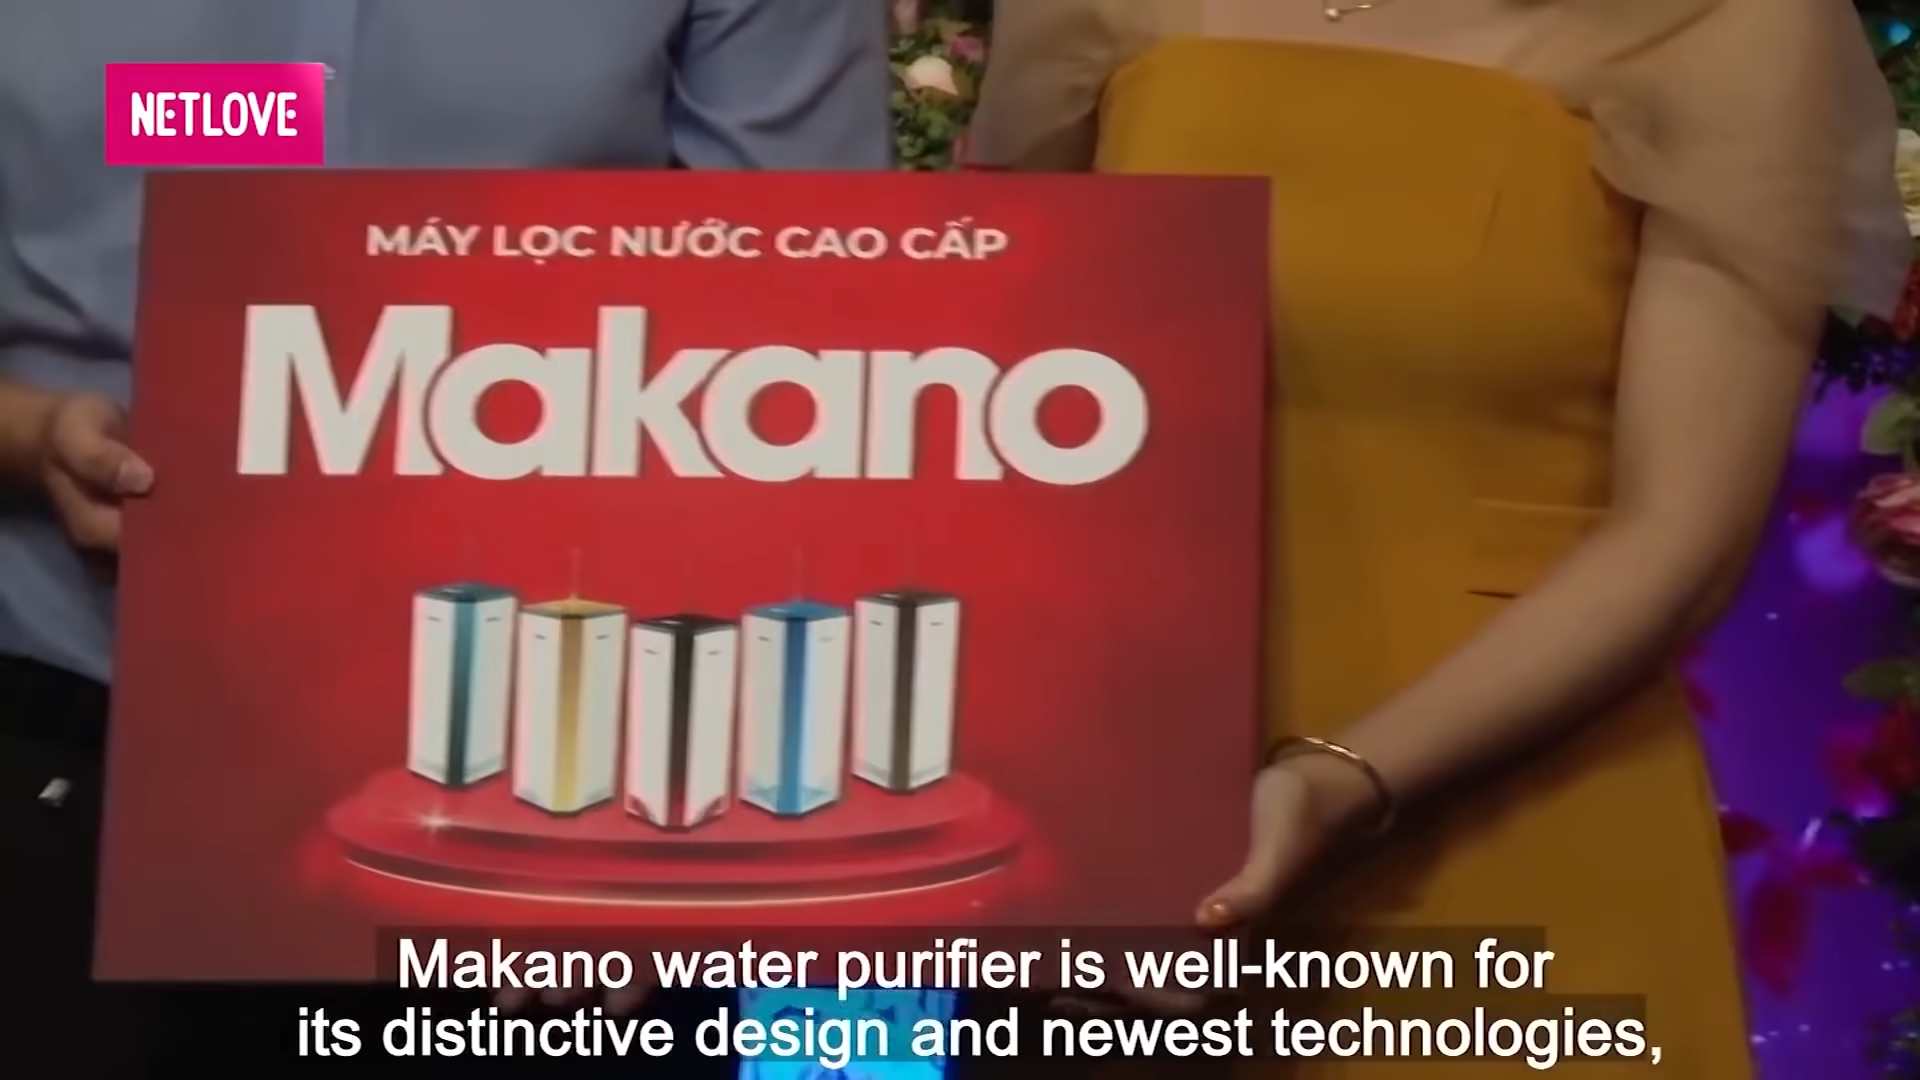 NETLOVE
MÁY LỌC NƯỚC CAO CẤP
Makano
Makano water purifier is well-known for
its distinctive design and newest technologies,